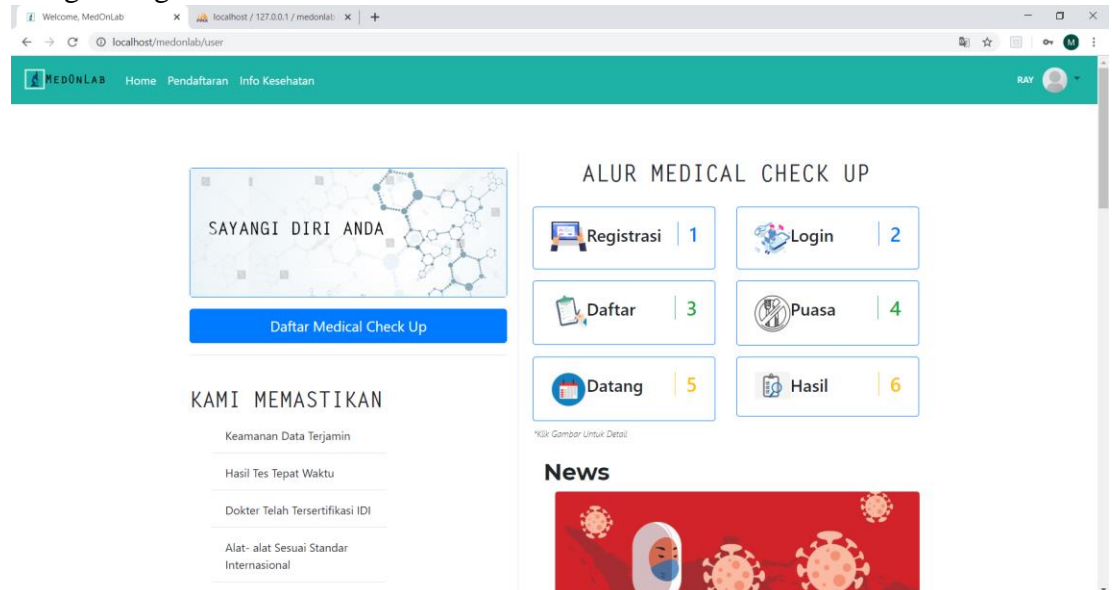 Welcome, MedOnLab
localhost / 127.0.0.1 / medonlab
localhost/medonlab/user
M
MEDONLAB Home Pendaftaran Info Kesehatan
RAY
SAYANGI DIRI ANDA
Daftar Medical Check Up
KAMI MEMASTIKAN
Keamanan Data Terjamin
Hasil Tes Tepat Waktu
Dokter Telah Tersertifikasi IDI
Alat- alat Sesuai Standar
Internasional
ALUR MEDICAL CHECK UP
Registrasi 1
Login 2
Daftar 3
Puasa 4
Datang 5
Hasil 6
*Klik Gambar Untuk Detail
News